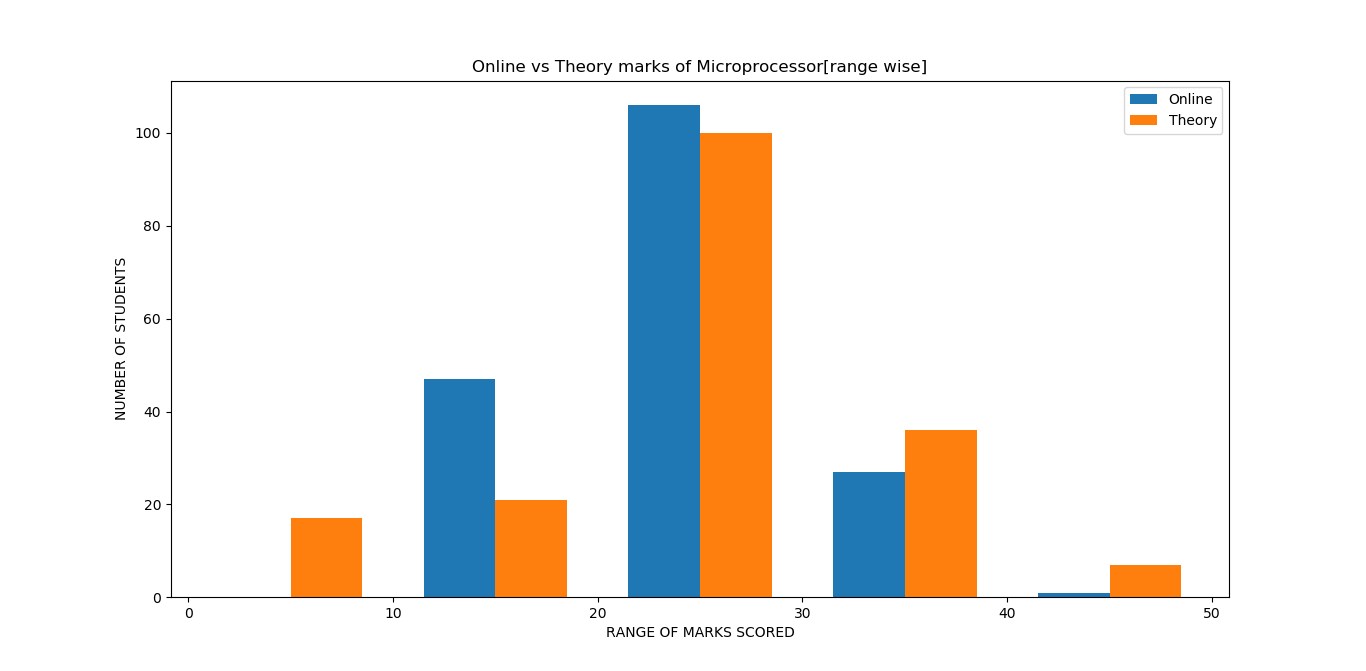 Online vs Theory marks of Microprocessor[range wise]
Online
Theory
100
80
60
40
20
0
NUMBER OF STUDENTS
0 10 20 30 40 50
RANGE OF MARKS SCORED